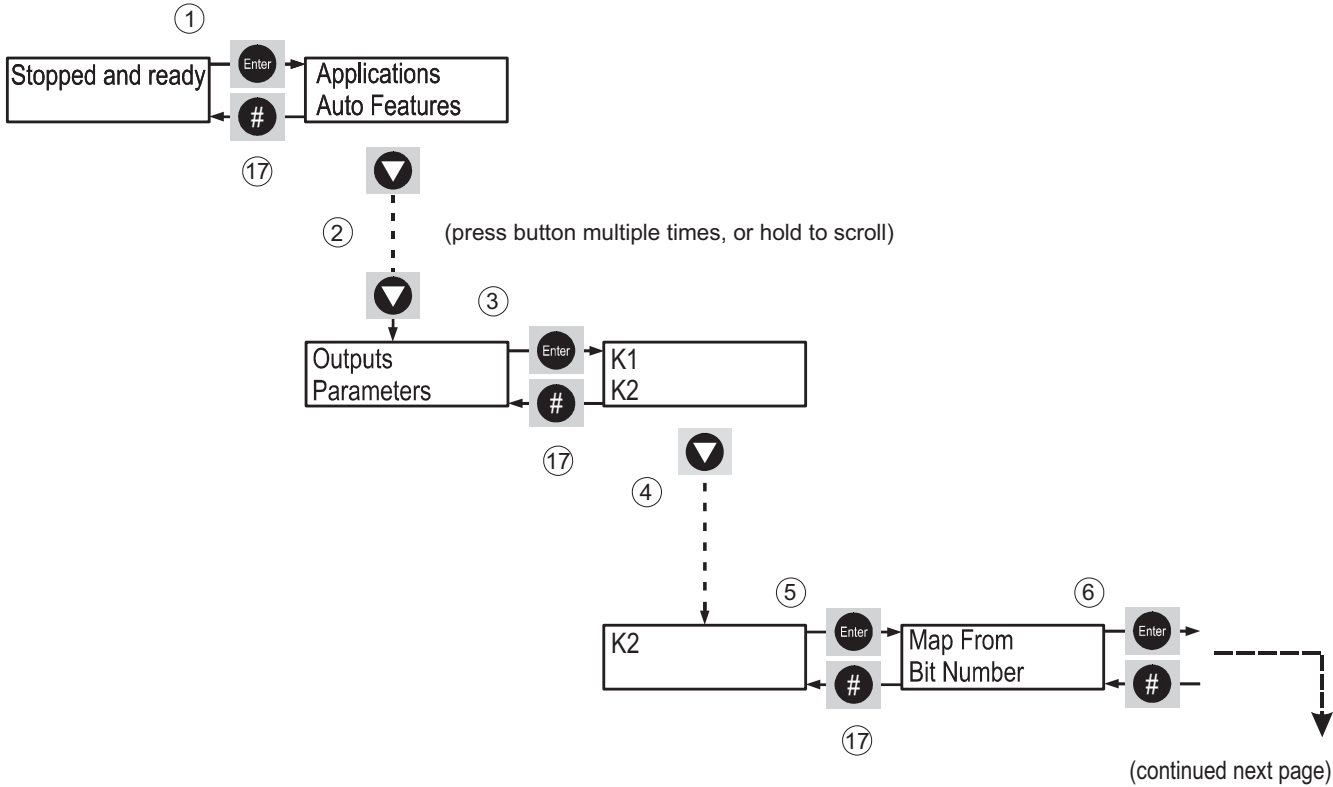 ①
Stopped and ready
Enter
Applications
Auto Features
#
⑰
②
(press button multiple times, or hold to scroll)
③
Outputs
Parameters
Enter
K1
K2
#
⑰
④
⑤
⑥
K2
Enter
Map From
Bit Number
Enter
#
#
⑰
(continued next page)